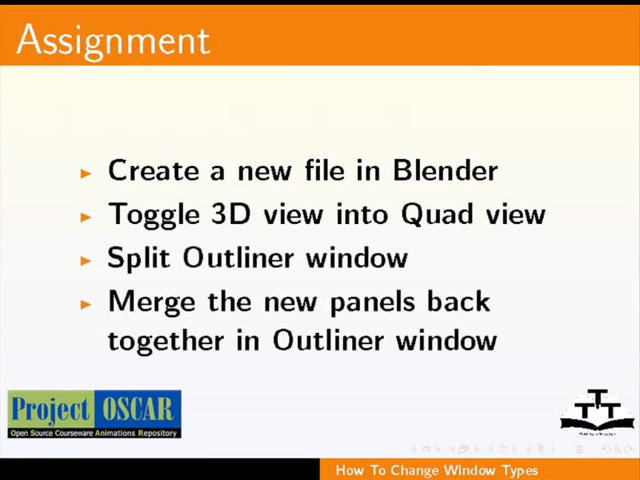 Assignment
Create a new file in Blender
Toggle 3D view into Quad view
Split Outliner window
Merge the new panels back
together in Outliner window
Project OSCAR
Open Source Courseware Animations Repository
TTT
How To Change Window Types